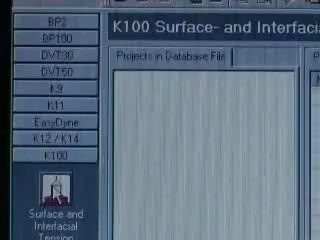 BP2
BP100
DVT30
DVT50
K9
K11
EasyDyne
K12 / K14
K100
Surface and
Interfacial
Tension
K100 Surface- and Interfacia
Projects in Database File